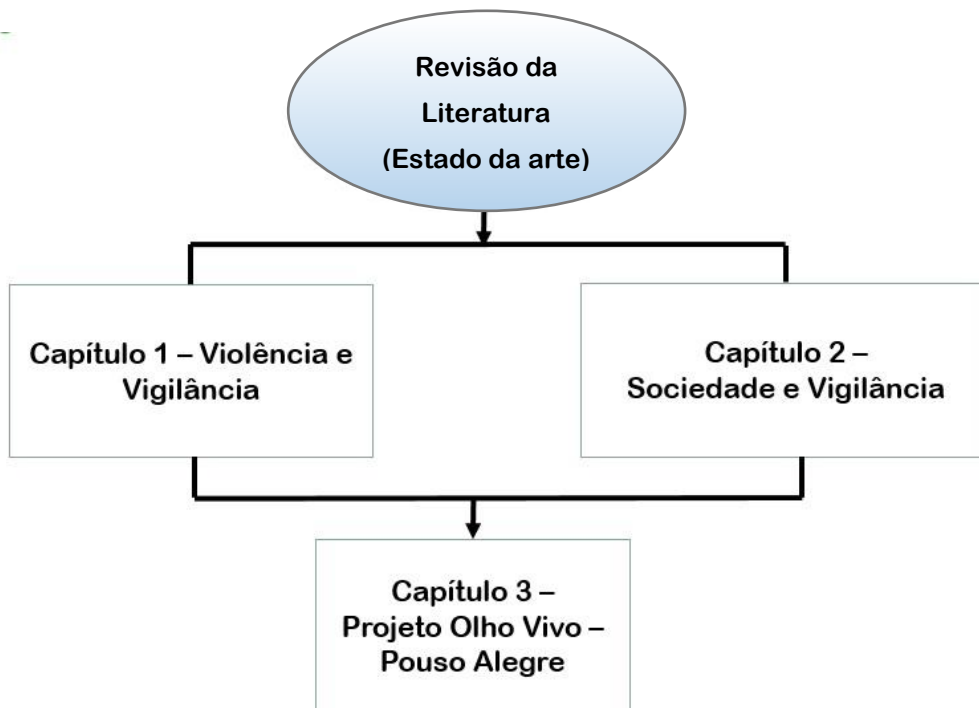 Revisão da
Literatura
(Estado da arte)
Capítulo 1 – Violência e
Vigilância
Capítulo 2 –
Sociedade e Vigilância
Capítulo 3 –
Projeto Olho Vivo –
Pouso Alegre